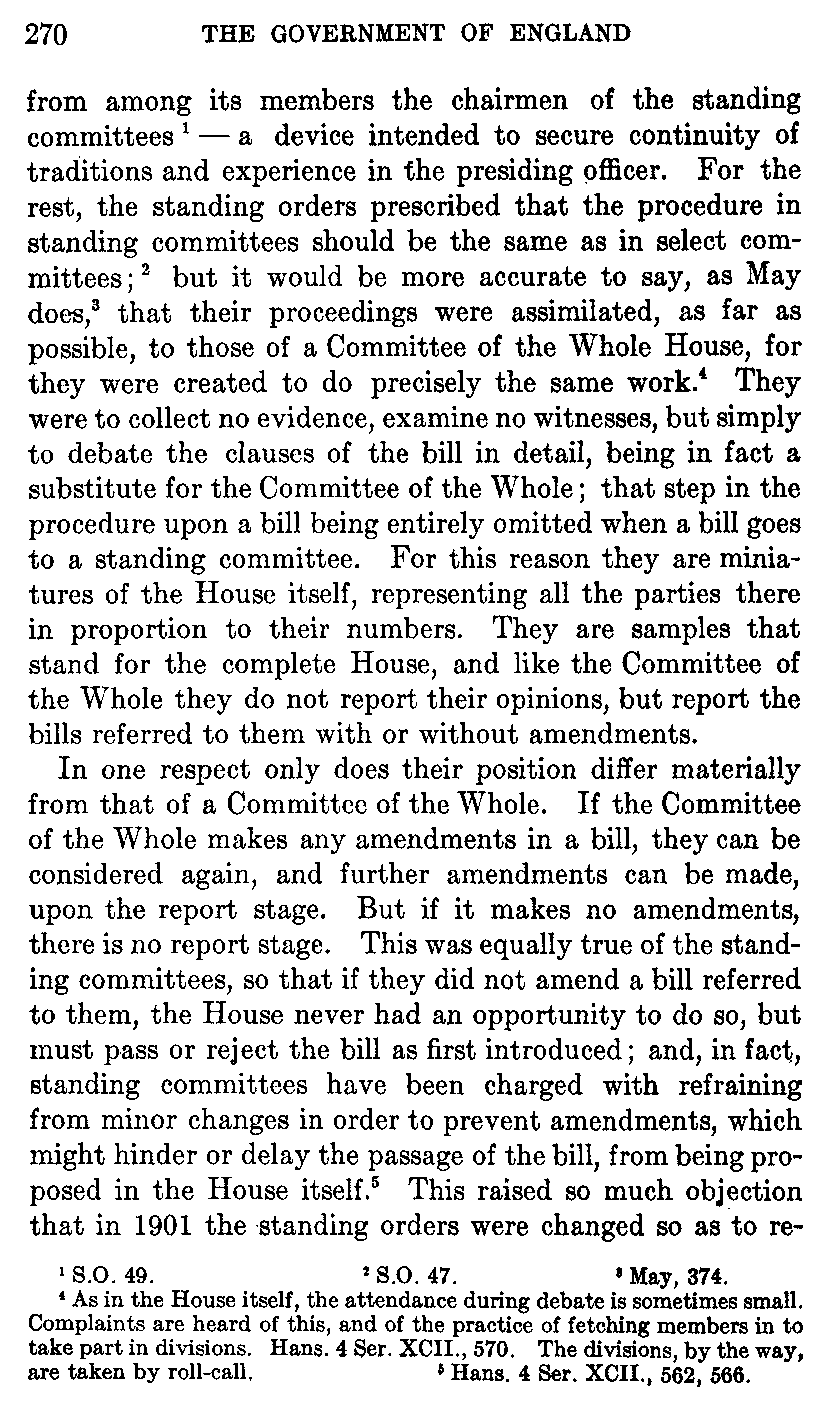 270 THE GOVERNMENT OF ENGLAND
from among its members the chairmen of the standing
committees ¹ — a device intended to secure continuity of
traditions and experience in the presiding officer. For the
rest, the standing orders prescribed that the procedure in
standing committees should be the same as in select com-
mittees; ² but it would be more accurate to say, as May
does,³ that their proceedings were assimilated, as far as
possible, to those of a Committee of the Whole House, for
they were created to do precisely the same work.⁴ They
were to collect no evidence, examine no witnesses, but simply
to debate the clauses of the bill in detail, being in fact a
substitute for the Committee of the Whole; that step in the
procedure upon a bill being entirely omitted when a bill goes
to a standing committee. For this reason they are minia-
tures of the House itself, representing all the parties there
in proportion to their numbers. They are samples that
stand for the complete House, and like the Committee of
the Whole they do not report their opinions, but report the
bills referred to them with or without amendments.
In one respect only does their position differ materially
from that of a Committee of the Whole. If the Committee
of the Whole makes any amendments in a bill, they can be
considered again, and further amendments can be made,
upon the report stage. But if it makes no amendments,
there is no report stage. This was equally true of the stand-
ing committees, so that if they did not amend a bill referred
to them, the House never had an opportunity to do so, but
must pass or reject the bill as first introduced; and, in fact,
standing committees have been charged with refraining
from minor changes in order to prevent amendments, which
might hinder or delay the passage of the bill, from being pro-
posed in the House itself.⁵ This raised so much objection
that in 1901 the standing orders were changed so as to re-
¹ S.O. 49. ² S.O. 47. ³ May, 374.
⁴ As in the House itself, the attendance during debate is sometimes small.
Complaints are heard of this, and of the practice of fetching members in to
take part in divisions. Hans. 4 Ser. XCII., 570. The divisions, by the way,
are taken by roll-call. ⁵ Hans. 4 Ser. XCII., 562, 566.